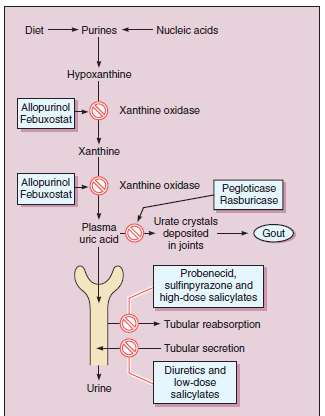 Diet
Purines
Nucleic acids
Hypoxanthine
Allopurinol
Febuxostat
Xanthine oxidase
Xanthine
Allopurinol
Febuxostat
Xanthine oxidase
Pegloticase
Rasburicase
Plasma
uric acid
Urate crystals
deposited
in joints
Gout
Probenecid,
sulfinpyrazone and
high-dose salicylates
Tubular reabsorption
Tubular secretion
Diuretics and
low-dose
salicylates
Urine